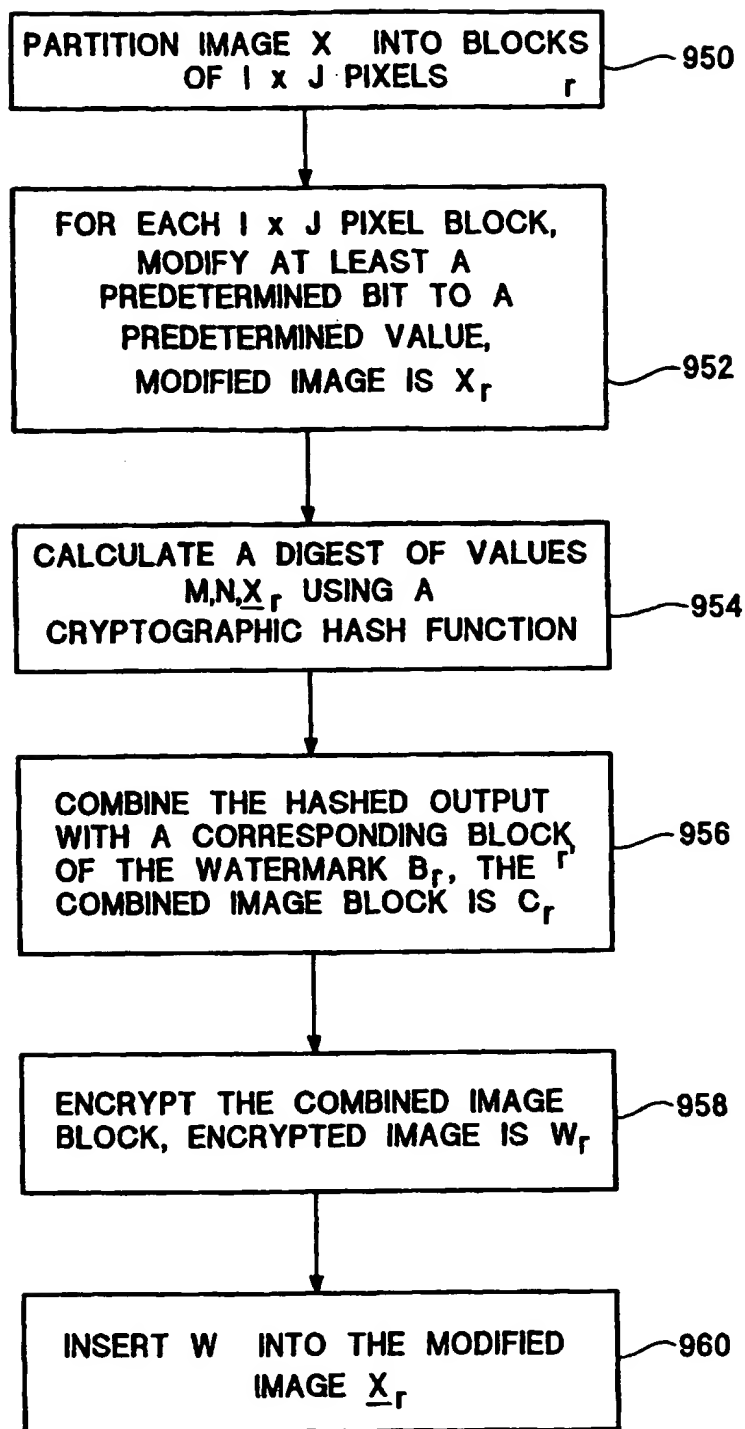 PARTITION IMAGE X INTO BLOCKS
OF I x J PIXELS r
950
FOR EACH I x J PIXEL BLOCK,
MODIFY AT LEAST A
PREDETERMINED BIT TO A
PREDETERMINED VALUE,
MODIFIED IMAGE IS Xr
952
CALCULATE A DIGEST OF VALUES
M,N,Xr USING A
CRYPTOGRAPHIC HASH FUNCTION
954
COMBINE THE HASHED OUTPUT
WITH A CORRESPONDING BLOCK,
OF THE WATERMARK Br, THE r
COMBINED IMAGE BLOCK IS Cr
956
ENCRYPT THE COMBINED IMAGE
BLOCK, ENCRYPTED IMAGE IS Wr
958
INSERT W INTO THE MODIFIED
IMAGE Xr
960